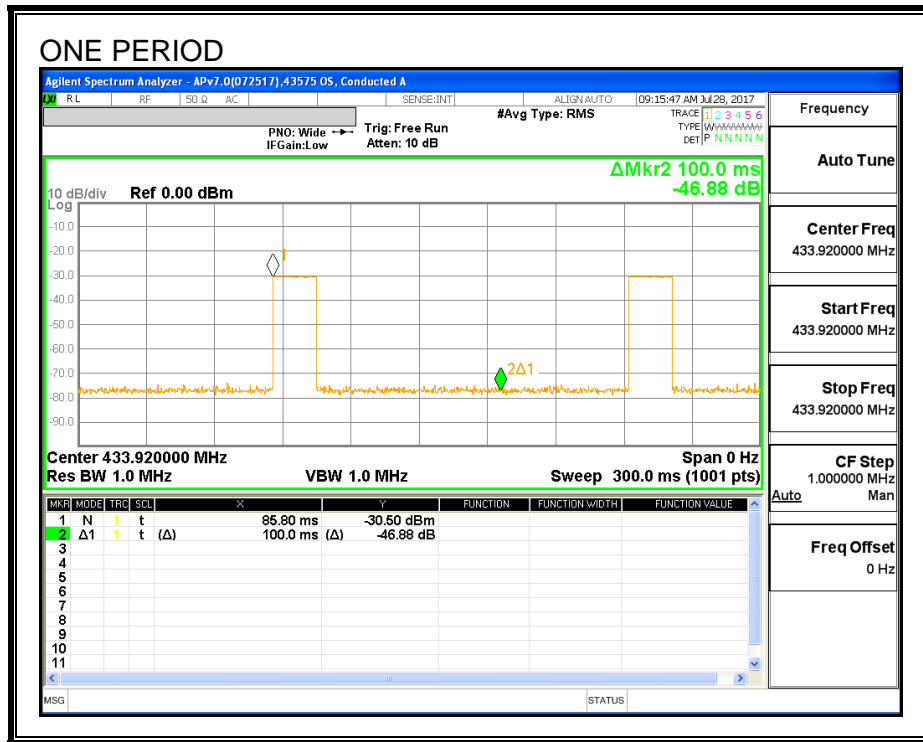 ONE PERIOD
Agilent Spectrum Analyzer - APv7.0(072517),43575 OS, Conducted A
LXI RL RF 50 Ω AC SENSE:INT ALIGN AUTO 09:15:47 AM Jul 28, 2017
#Avg Type: RMS TRACE 1 2 3 4 5 6
PNO: Wide Trig: Free Run TYPE WWWWWW
IFGain:Low Atten: 10 dB DET P N N N N N
ΔMkr2 100.0 ms
-46.88 dB
10 dB/div Ref 0.00 dBm
Log
-10.0
-20.0
-30.0
-40.0
-50.0
-60.0
-70.0
-80.0
-90.0
1
2Δ1
Center 433.920000 MHz Span 0 Hz
Res BW 1.0 MHz VBW 1.0 MHz Sweep 300.0 ms (1001 pts)
MKR MODE TRC SCL X Y FUNCTION FUNCTION WIDTH FUNCTION VALUE
1 N 1 t 85.80 ms -30.50 dBm
2 Δ1 1 t (Δ) 100.0 ms (Δ) -46.88 dB
3
4
5
6
7
8
9
10
11
MSG STATUS
Frequency
Auto Tune
Center Freq
433.920000 MHz
Start Freq
433.920000 MHz
Stop Freq
433.920000 MHz
CF Step
1.000000 MHz
Auto Man
Freq Offset
0 Hz